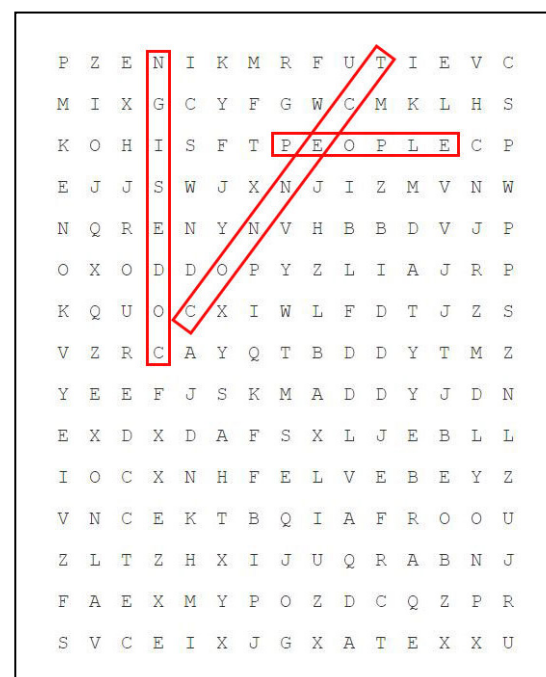 P Z E N I K M R F U T I E V C
M I X G C Y F G W C M K L H S
K O H I S F T P E O P L E C P
E J J S W J X N J I Z M V N W
N Q R E N Y N V H B B D V J P
O X O D D O P Y Z L I A J R P
K Q U O C X I W L F D T J Z S
V Z R C A Y Q T B D D Y T M Z
Y E E F J S K M A D D Y J D N
E X D X D A F S X L J E B L L
I O C X N H F E L V E B E Y Z
V N C E K T B Q I A F R O O U
Z L T Z H X I J U Q R A B N J
F A E X M Y P O Z D C Q Z P R
S V C E I X J G X A T E X X U